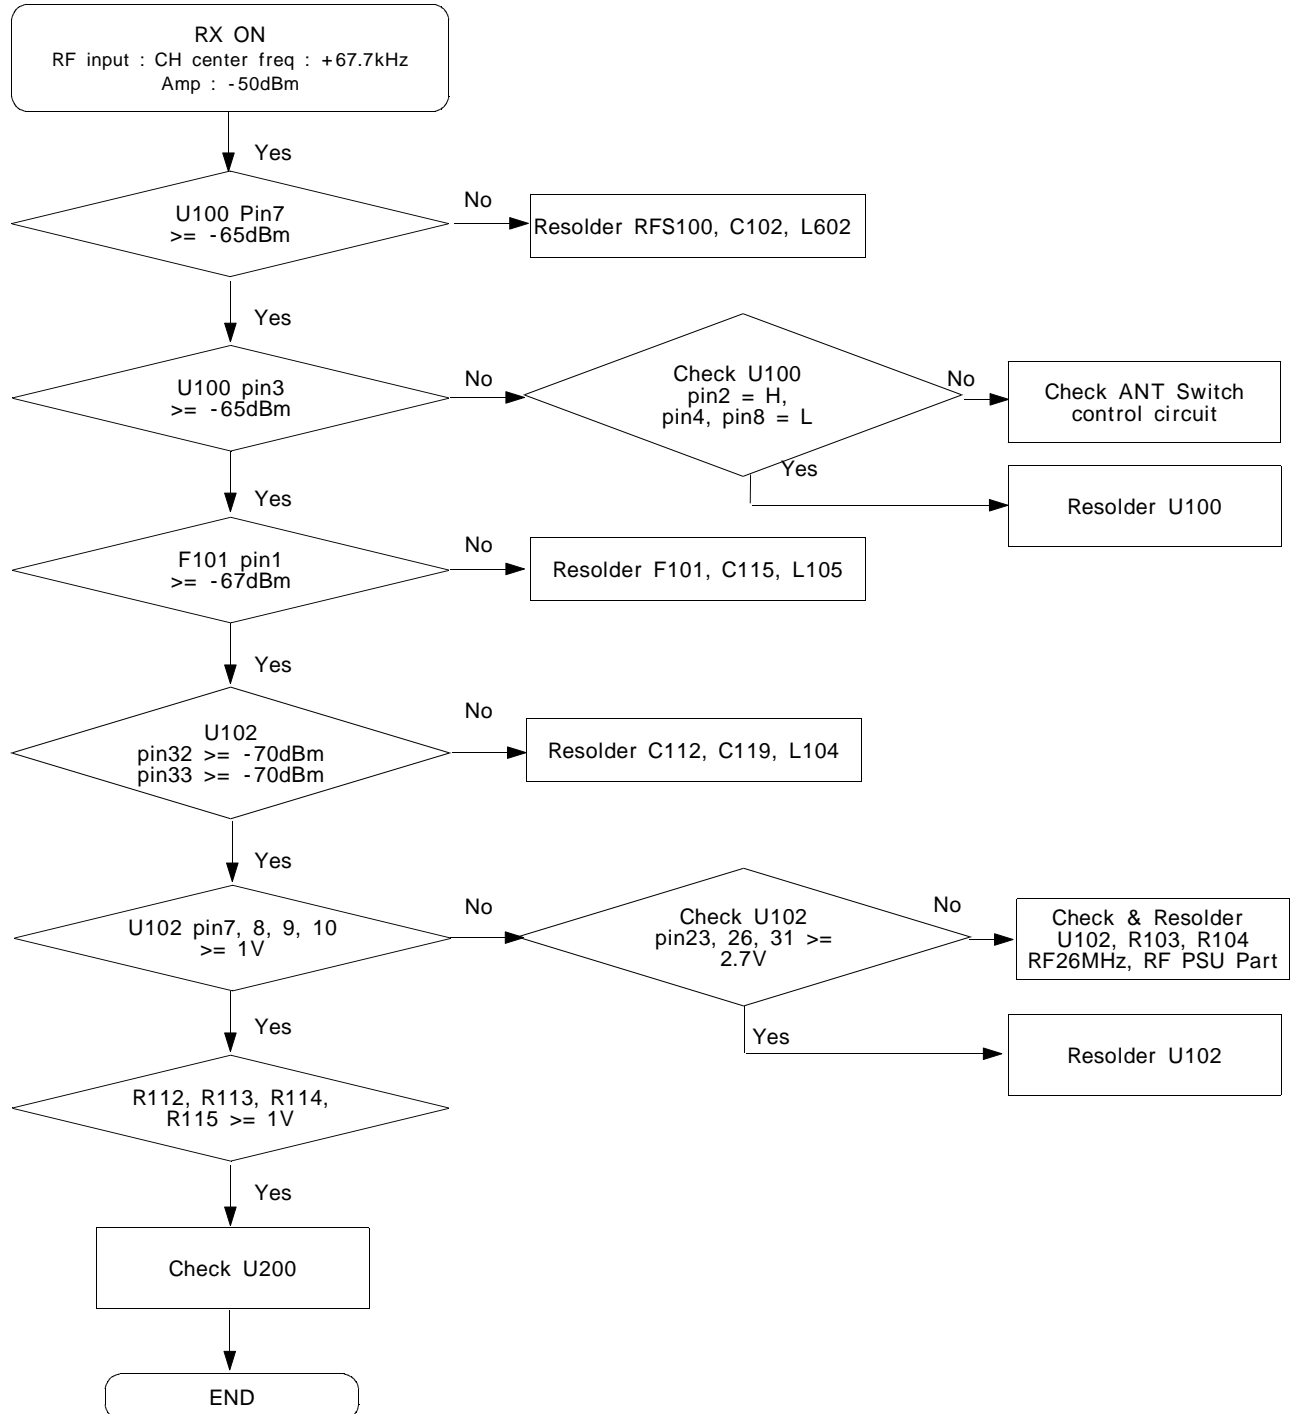 RX ON
RF input : CH center freq : +67.7kHz
Amp : -50dBm
Yes
U100 Pin7
>= -65dBm
No
Resolder RFS100, C102, L602
Yes
U100 pin3
>= -65dBm
No
Check U100
pin2 = H,
pin4, pin8 = L
No
Check ANT Switch
control circuit
Yes
Resolder U100
Yes
F101 pin1
>= -67dBm
No
Resolder F101, C115, L105
Yes
U102
pin32 >= -70dBm
pin33 >= -70dBm
No
Resolder C112, C119, L104
Yes
U102 pin7, 8, 9, 10
>= 1V
No
Check U102
pin23, 26, 31 >=
2.7V
No
Check & Resolder
U102, R103, R104
RF26MHz, RF PSU Part
Yes
Resolder U102
Yes
R112, R113, R114,
R115 >= 1V
Yes
Check U200
END